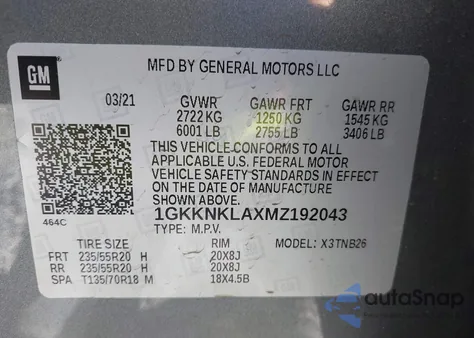 GM
MFD BY GENERAL MOTORS LLC
03/21 GVWR GAWR FRT GAWR RR
2722 KG 1250 KG 1545 KG
6001 LB 2755 LB 3406 LB
THIS VEHICLE CONFORMS TO ALL
APPLICABLE U.S. FEDERAL MOTOR
VEHICLE SAFETY STANDARDS IN EFFECT
ON THE DATE OF MANUFACTURE
SHOWN ABOVE.
464C
1GKKNKLAXMZ192043
TYPE: M.P.V.
TIRE SIZE RIM MODEL: X3TNB26
FRT 235/55R20 H 20X8J
RR 235/55R20 H 20X8J
SPA T135/70R18 M 18X4.5B
autoSnap